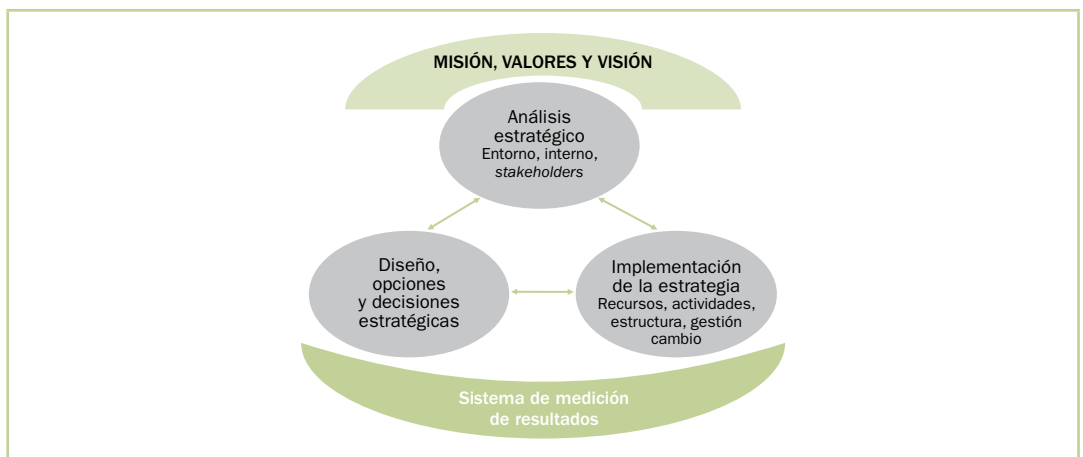 MISIÓN, VALORES Y VISIÓN
Análisis
estratégico
Entorno, interno,
stakeholders
Diseño,
opciones
y decisiones
estratégicas
Implementación
de la estrategia
Recursos, actividades,
estructura, gestión
cambio
Sistema de medición
de resultados